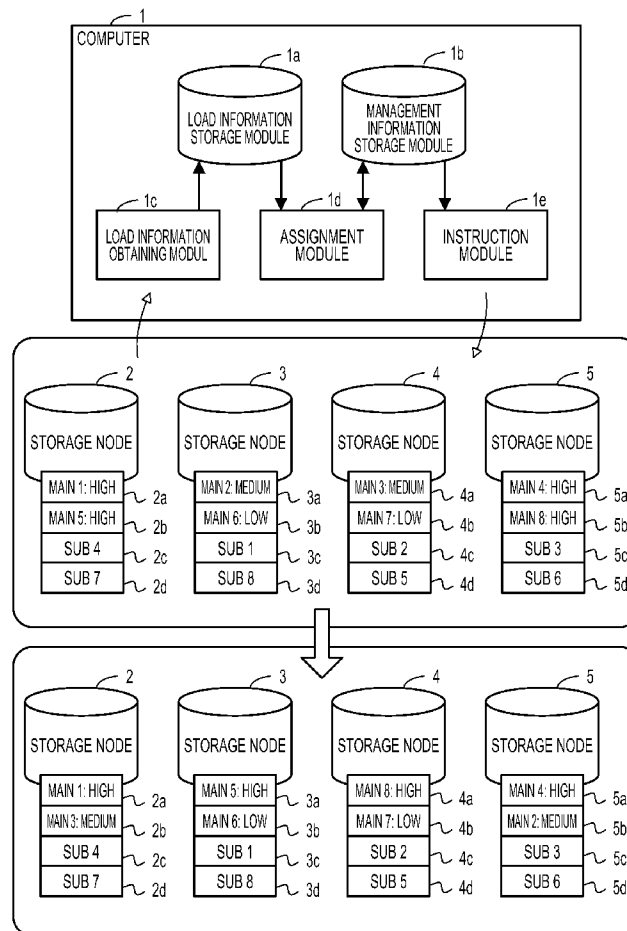 1
COMPUTER
1a
1b
LOAD INFORMATION
STORAGE MODULE
MANAGEMENT
INFORMATION
STORAGE MODULE
1c
1d
1e
LOAD INFORMATION
OBTAINING MODUL
ASSIGNMENT
MODULE
INSTRUCTION
MODULE
2
3
4
5
STORAGE NODE
STORAGE NODE
STORAGE NODE
STORAGE NODE
MAIN 1: HIGH 2a
MAIN 2: MEDIUM 3a
MAIN 3: MEDIUM 4a
MAIN 4: HIGH 5a
MAIN 5: HIGH 2b
MAIN 6: LOW 3b
MAIN 7: LOW 4b
MAIN 8: HIGH 5b
SUB 4 2c
SUB 1 3c
SUB 2 4c
SUB 3 5c
SUB 7 2d
SUB 8 3d
SUB 5 4d
SUB 6 5d
2
3
4
5
STORAGE NODE
STORAGE NODE
STORAGE NODE
STORAGE NODE
MAIN 1: HIGH 2a
MAIN 5: HIGH 3a
MAIN 8: HIGH 4a
MAIN 4: HIGH 5a
MAIN 3: MEDIUM 2b
MAIN 6: LOW 3b
MAIN 7: LOW 4b
MAIN 2: MEDIUM 5b
SUB 4 2c
SUB 1 3c
SUB 2 4c
SUB 3 5c
SUB 7 2d
SUB 8 3d
SUB 5 4d
SUB 6 5d